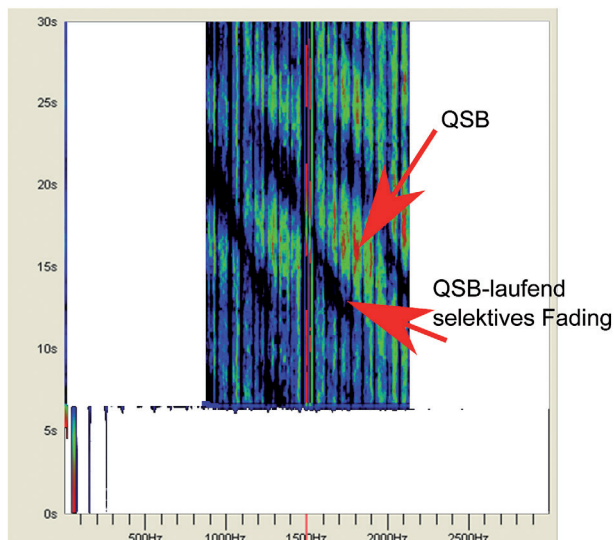 30s
25s
QSB
20s
15s
QSB-laufend
selektives Fading
10s
5s
0s
500Hz 1000Hz 1500Hz 2000Hz 2500Hz